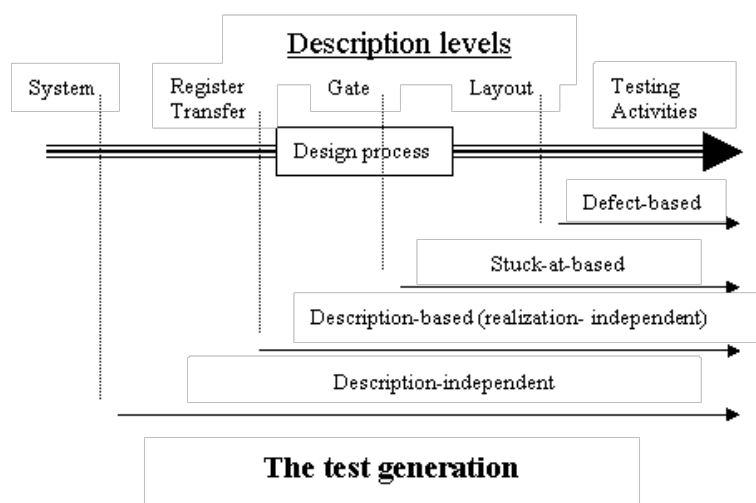 Description levels
System
Register
Transfer
Gate
Layout
Testing
Activities
Design process
Defect-based
Stuck-at-based
Description-based (realization- independent)
Description-independent
The test generation